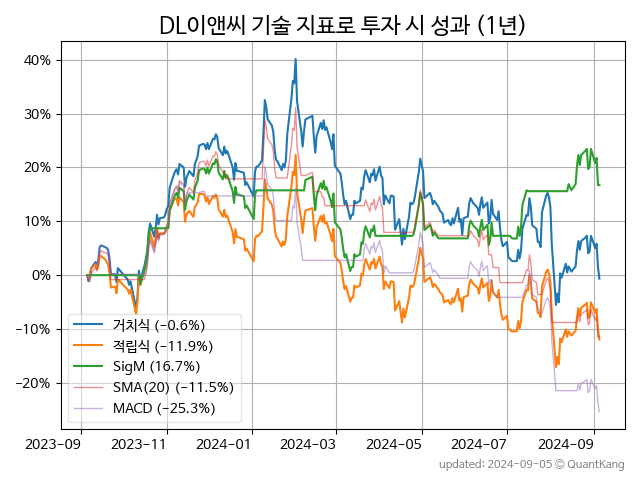 DL이앤씨 기술 지표로 투자 시 성과 (1년)
40%
30%
20%
10%
0%
−10%
−20%
거치식 (−0.6%)
적립식 (−11.9%)
SigM (16.7%)
SMA(20) (−11.5%)
MACD (−25.3%)
2023-09
2023-11
2024-01
2024-03
2024-05
2024-07
2024-09
updated: 2024-09-05 © QuantKang